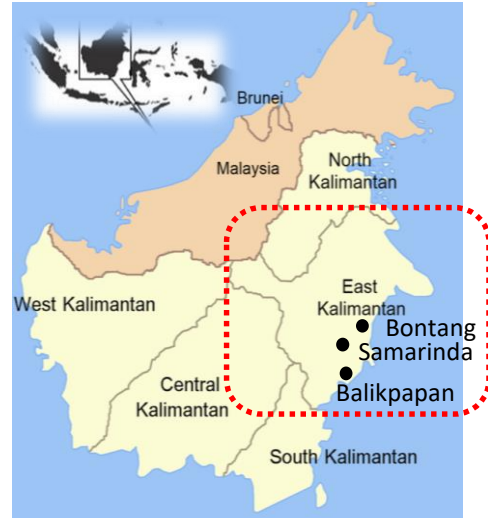 Brunei
Malaysia
North
Kalimantan
East
Kalimantan
West Kalimantan
Bontang
Samarinda
Central
Kalimantan
Balikpapan
South Kalimantan